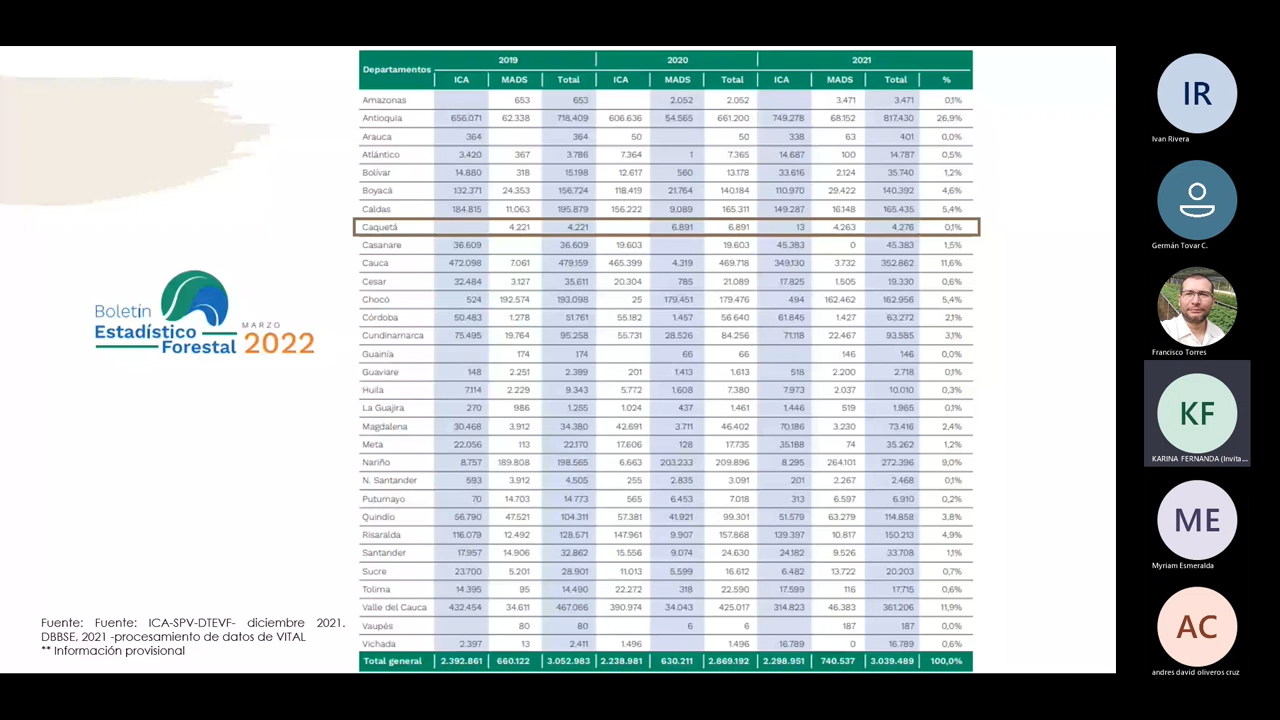 Departamentos 2019 2020 2021
ICA MADS Total ICA MADS Total ICA MADS Total %
Amazonas 653 653 2.052 2.052 3.471 3.471 0,1%
Antioquia 656.071 62.338 718.409 606.636 54.565 661.200 749.278 68.152 817.430 26,9%
Arauca 364 364 50 50 338 63 401 0,0%
Atlántico 3.420 367 3.786 7.364 1 7.365 14.687 100 14.787 0,5%
Bolívar 14.880 318 15.198 12.617 560 13.178 33.616 2.124 35.740 1,2%
Boyacá 132.371 24.353 156.724 118.419 21.764 140.184 110.970 29.422 140.392 4,6%
Caldas 184.815 11.063 195.879 156.222 9.089 165.311 149.287 16.148 165.435 5,4%
Caquetá 4.221 4.221 6.891 6.891 13 4.263 4.276 0,1%
Casanare 36.609 36.609 19.603 19.603 45.383 0 45.383 1,5%
Cauca 472.098 7.061 479.159 465.399 4.319 469.718 349.130 3.732 352.862 11,6%
Cesar 32.484 3.127 35.611 20.304 785 21.089 17.825 1.505 19.330 0,6%
Chocó 524 192.574 193.098 25 179.451 179.476 494 162.462 162.956 5,4%
Córdoba 50.483 1.278 51.761 55.182 1.457 56.640 61.845 1.427 63.272 2,1%
Cundinamarca 75.495 19.764 95.258 55.731 28.526 84.256 71.118 22.467 93.585 3,1%
Guainía 174 174 66 66 146 146 0,0%
Guaviare 148 2.251 2.399 201 1.413 1.613 518 2.200 2.718 0,1%
Huila 7.114 2.229 9.343 5.772 1.608 7.380 7.973 2.037 10.010 0,3%
La Guajira 270 986 1.255 1.024 437 1.461 1.446 519 1.965 0,1%
Magdalena 30.468 3.912 34.380 42.691 3.711 46.402 70.186 3.230 73.416 2,4%
Meta 22.056 113 22.170 17.606 128 17.735 35.188 74 35.262 1,2%
Nariño 8.757 189.808 198.565 6.663 203.233 209.896 8.295 264.101 272.396 9,0%
N. Santander 593 3.912 4.505 255 2.835 3.091 201 2.267 2.468 0,1%
Putumayo 70 14.703 14.773 565 6.453 7.018 313 6.597 6.910 0,2%
Quindío 56.790 47.521 104.311 57.381 41.921 99.301 51.579 63.279 114.858 3,8%
Risaralda 116.079 12.492 128.571 147.961 9.907 157.868 139.397 10.817 150.213 4,9%
Santander 17.957 14.906 32.862 15.556 9.074 24.630 24.182 9.526 33.708 1,1%
Sucre 23.700 5.201 28.901 11.013 5.599 16.612 6.482 13.722 20.203 0,7%
Tolima 14.395 95 14.490 22.272 318 22.590 17.599 116 17.715 0,6%
Valle del Cauca 432.454 34.611 467.066 390.974 34.043 425.017 314.823 46.383 361.206 11,9%
Vaupés 80 80 6 6 187 187 0,0%
Vichada 2.397 13 2.411 1.496 1.496 16.789 0 16.789 0,6%
Total general 2.392.861 660.122 3.052.983 2.238.981 630.211 2.869.192 2.298.951 740.537 3.039.489 100,0%
Boletín
Estadístico
Forestal
MARZO
2022
Fuente: Fuente: ICA-SPV-DTEVF- diciembre 2021.
DBBSE, 2021 -procesamiento de datos de VITAL
** Información provisional
IR
Ivan Rivera
Germán Tovar C.
Francisco Torres
KF
KARINA FERNANDA (Invita...
ME
Myriam Esmeralda
AC
andres david oliveros cruz